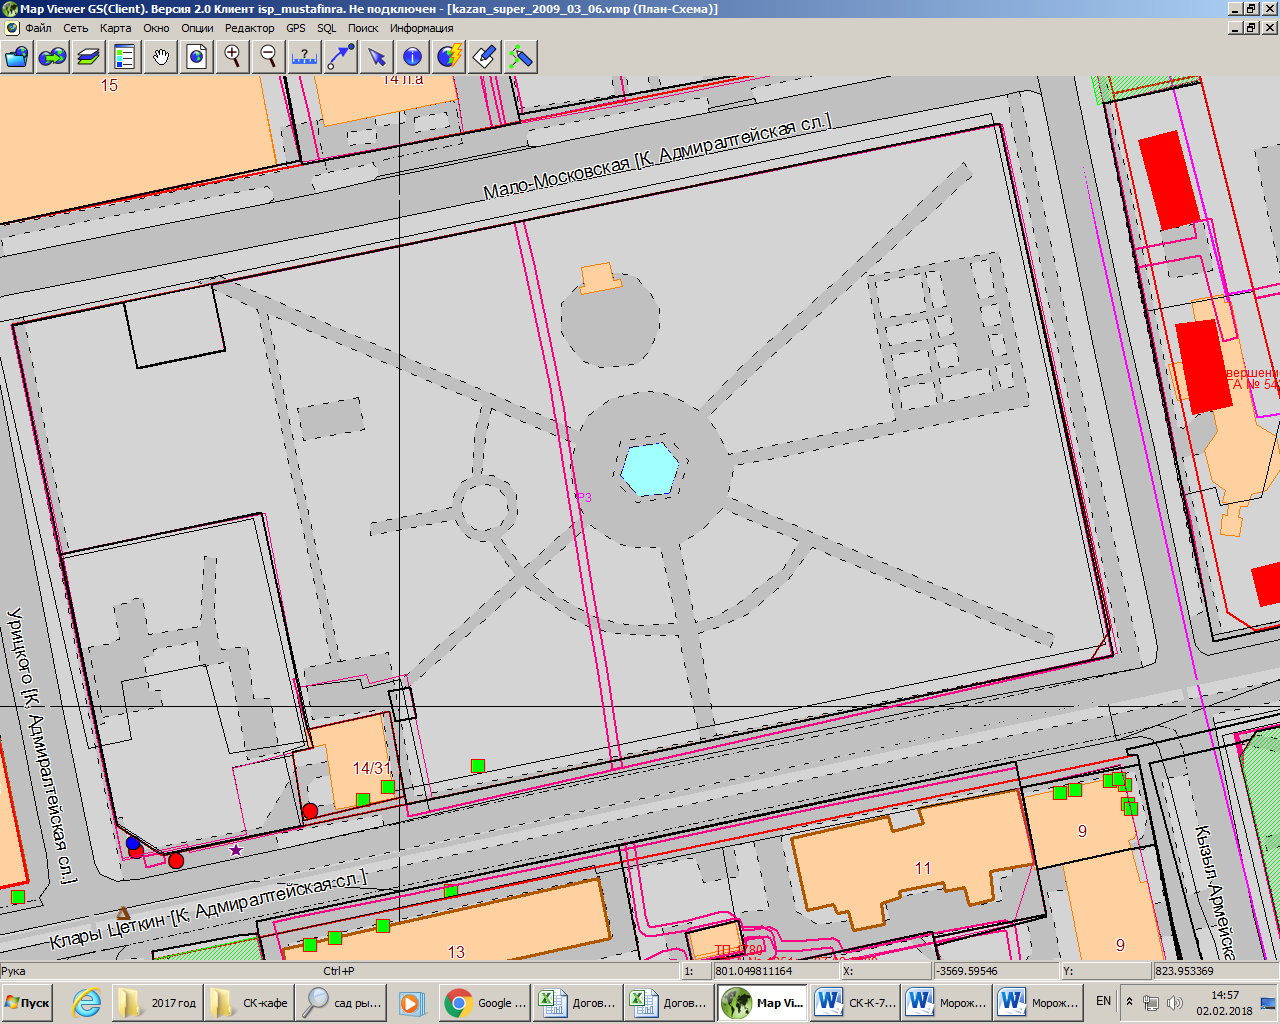 Map Viewer GS(Client). Версия 2.0 Клиент isp_mustafinra. Не подключен - [kazan_super_2009_03_06.vmp (План-Схема)]
Файл Сеть Карта Окно Опции Редактор GPS SQL Поиск Информация
15
14 л.а
Мало-Московская [К, Адмиралтейская сл.]
вершени
ГА № 54
Р3
Урицкого [К, Адмиралтейская сл.]
14/31
9
11
Кызыл Армейска
Клары Цеткин [К, Адмиралтейская сл.]
13
9
Рука Ctrl+P 1: 801.049811164 X: -3569.59546 Y: 823.953369
Пуск 2017 год СК-кафе сад ры... Google ... Догов... Догов... Map Vi... СК-К-7... Морож... Морож... EN 14:57
02.02.2018